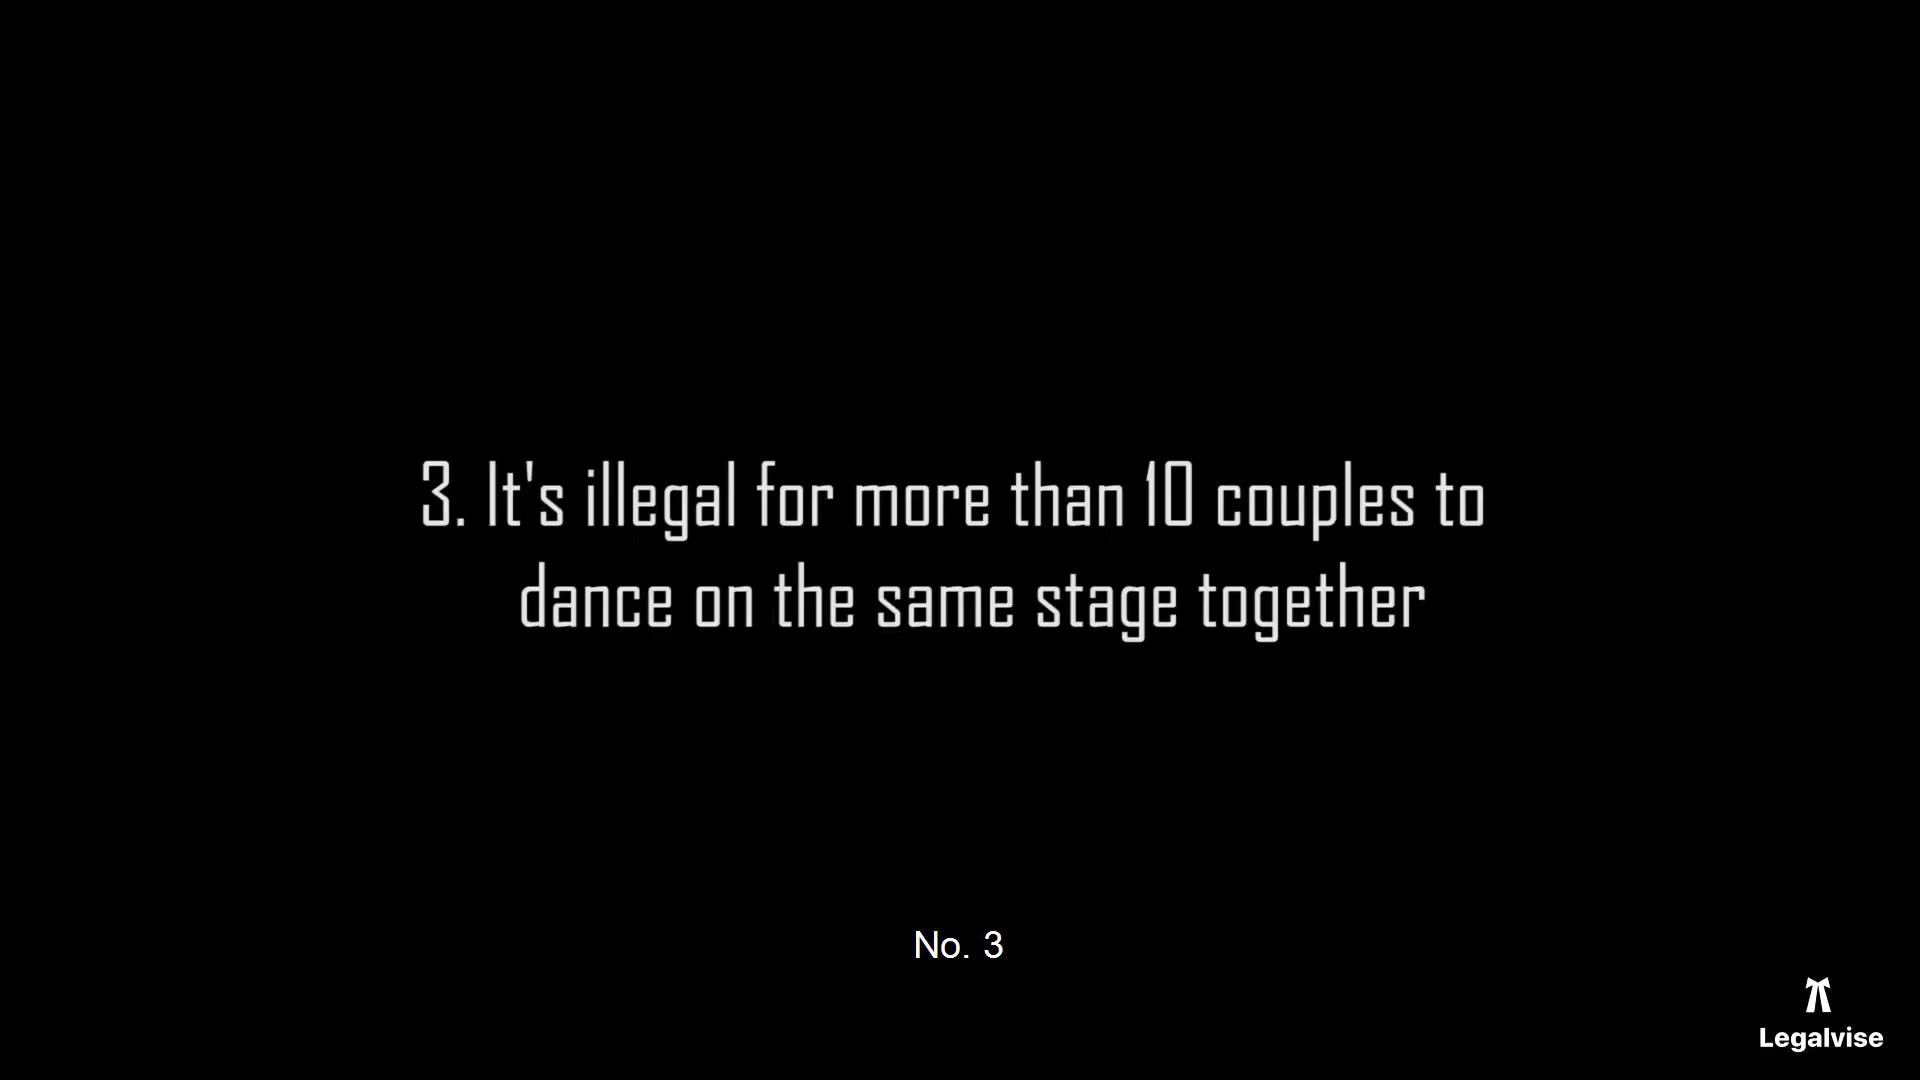 3. It's illegal for more than 10 couples to
dance on the same stage together
No. 3
Legalvise